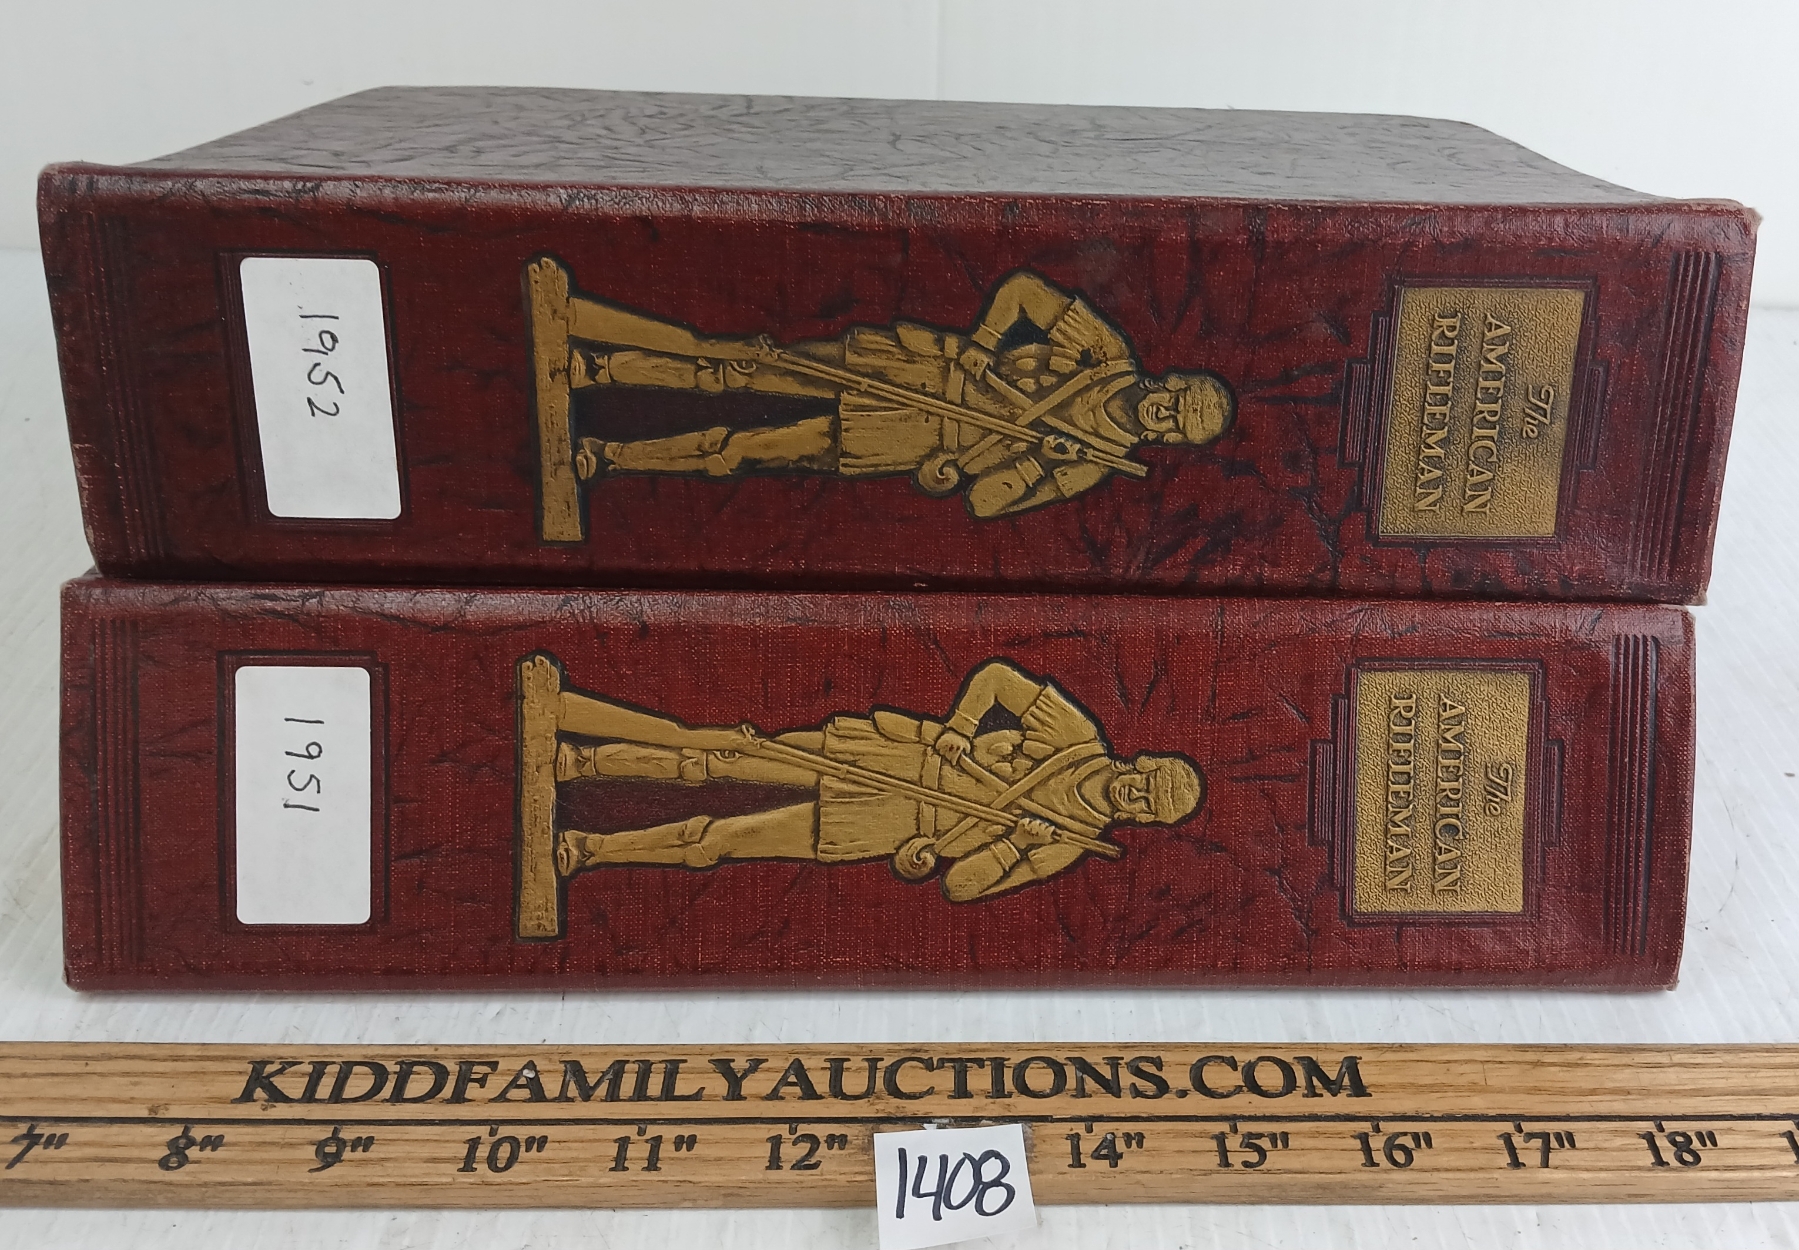 1952
The
AMERICAN
RIFLEMAN
1951
The
AMERICAN
RIFLEMAN
KIDDFAMILYAUCTIONS.COM
7" 8" 9" 10" 11" 12" 14" 15" 16" 17" 18"
1408